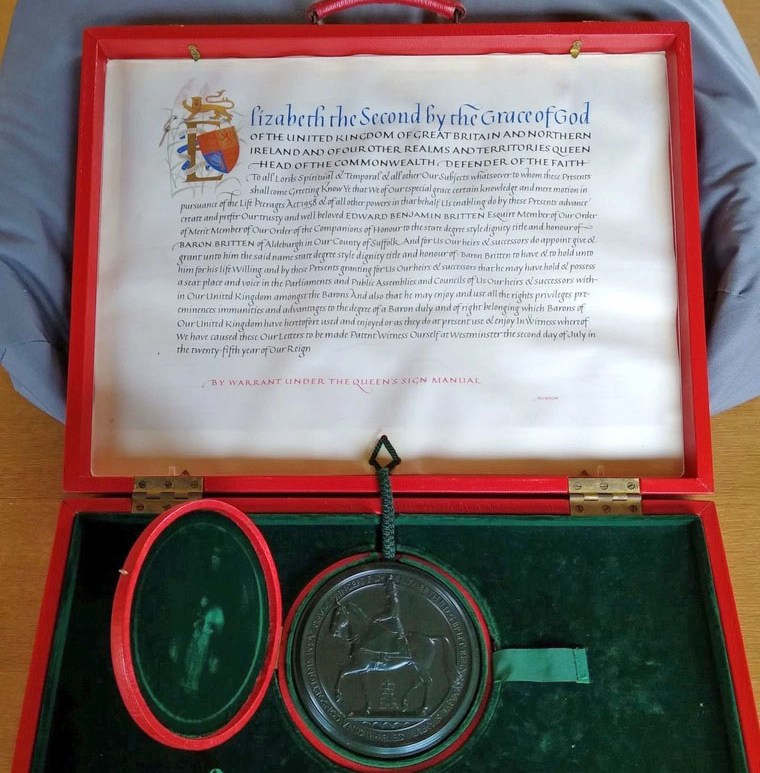 Elizabeth the Second by the Grace of God
OF THE UNITED KINGDOM OF GREAT BRITAIN AND NORTHERN
IRELAND AND OF OUR OTHER REALMS AND TERRITORIES QUEEN
HEAD OF THE COMMONWEALTH, DEFENDER OF THE FAITH
To all Lords Spiritual & Temporal & all other Our Subjects whatsoever to whom these Presents
shall come Greeting Know Ye that We of Our especial grace certain knowledge and mere motion in
pursuance of the Life Peerages Act 1958 & of all other powers in that behalf Us enabling do by these Presents advance
create and prefer Our trusty and well beloved EDWARD BENJAMIN BRITTEN Esquire Member of Our Order
of Merit Member of Our Order of the Companions of Honour to the state degree style dignity title and honour of
BARON BRITTEN of Aldeburgh in Our County of Suffolk And for Us Our heirs & successors do appoint give &
grant unto him the said name state degree style dignity title and honour of Baron Britten to have & to hold unto
him for his life Willing and by these Presents granting for Us Our heirs & successors that he may have & hold & possess
a seat place and voice in the Parliaments and Public Assemblies and Councils of Us Our heirs & successors with-
in Our United Kingdom amongst the Barons And also that he may enjoy and use all the rights privileges pre-
eminences immunities and advantages to the degree of a Baron duly and of right belonging which Barons of
Our United Kingdom have heretofore used and enjoyed or as they do at present use & enjoy In Witness whereof
We have caused these Our Letters to be made Patent Witness Ourself at Westminster the second day of July in
the twenty-fifth year of Our Reign
BY WARRANT UNDER THE QUEEN'S SIGN MANUAL